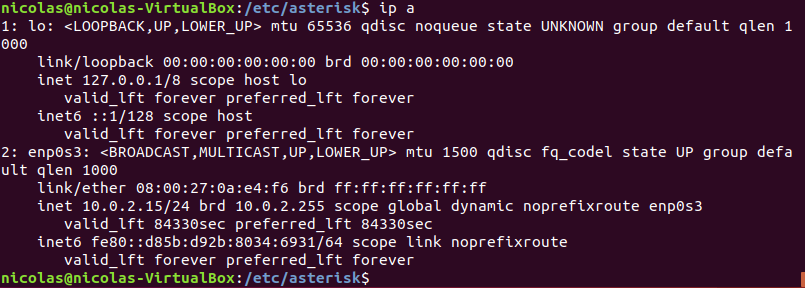 nicolas@nicolas-VirtualBox:/etc/asterisk$ ip a
1: lo: <LOOPBACK,UP,LOWER_UP> mtu 65536 qdisc noqueue state UNKNOWN group default qlen 1
000
    link/loopback 00:00:00:00:00:00 brd 00:00:00:00:00:00
    inet 127.0.0.1/8 scope host lo
       valid_lft forever preferred_lft forever
    inet6 ::1/128 scope host
       valid_lft forever preferred_lft forever
2: enp0s3: <BROADCAST,MULTICAST,UP,LOWER_UP> mtu 1500 qdisc fq_codel state UP group defa
ult qlen 1000
    link/ether 08:00:27:0a:e4:f6 brd ff:ff:ff:ff:ff:ff
    inet 10.0.2.15/24 brd 10.0.2.255 scope global dynamic noprefixroute enp0s3
       valid_lft 84330sec preferred_lft 84330sec
    inet6 fe80::d85b:d92b:8034:6931/64 scope link noprefixroute
       valid_lft forever preferred_lft forever
nicolas@nicolas-VirtualBox:/etc/asterisk$